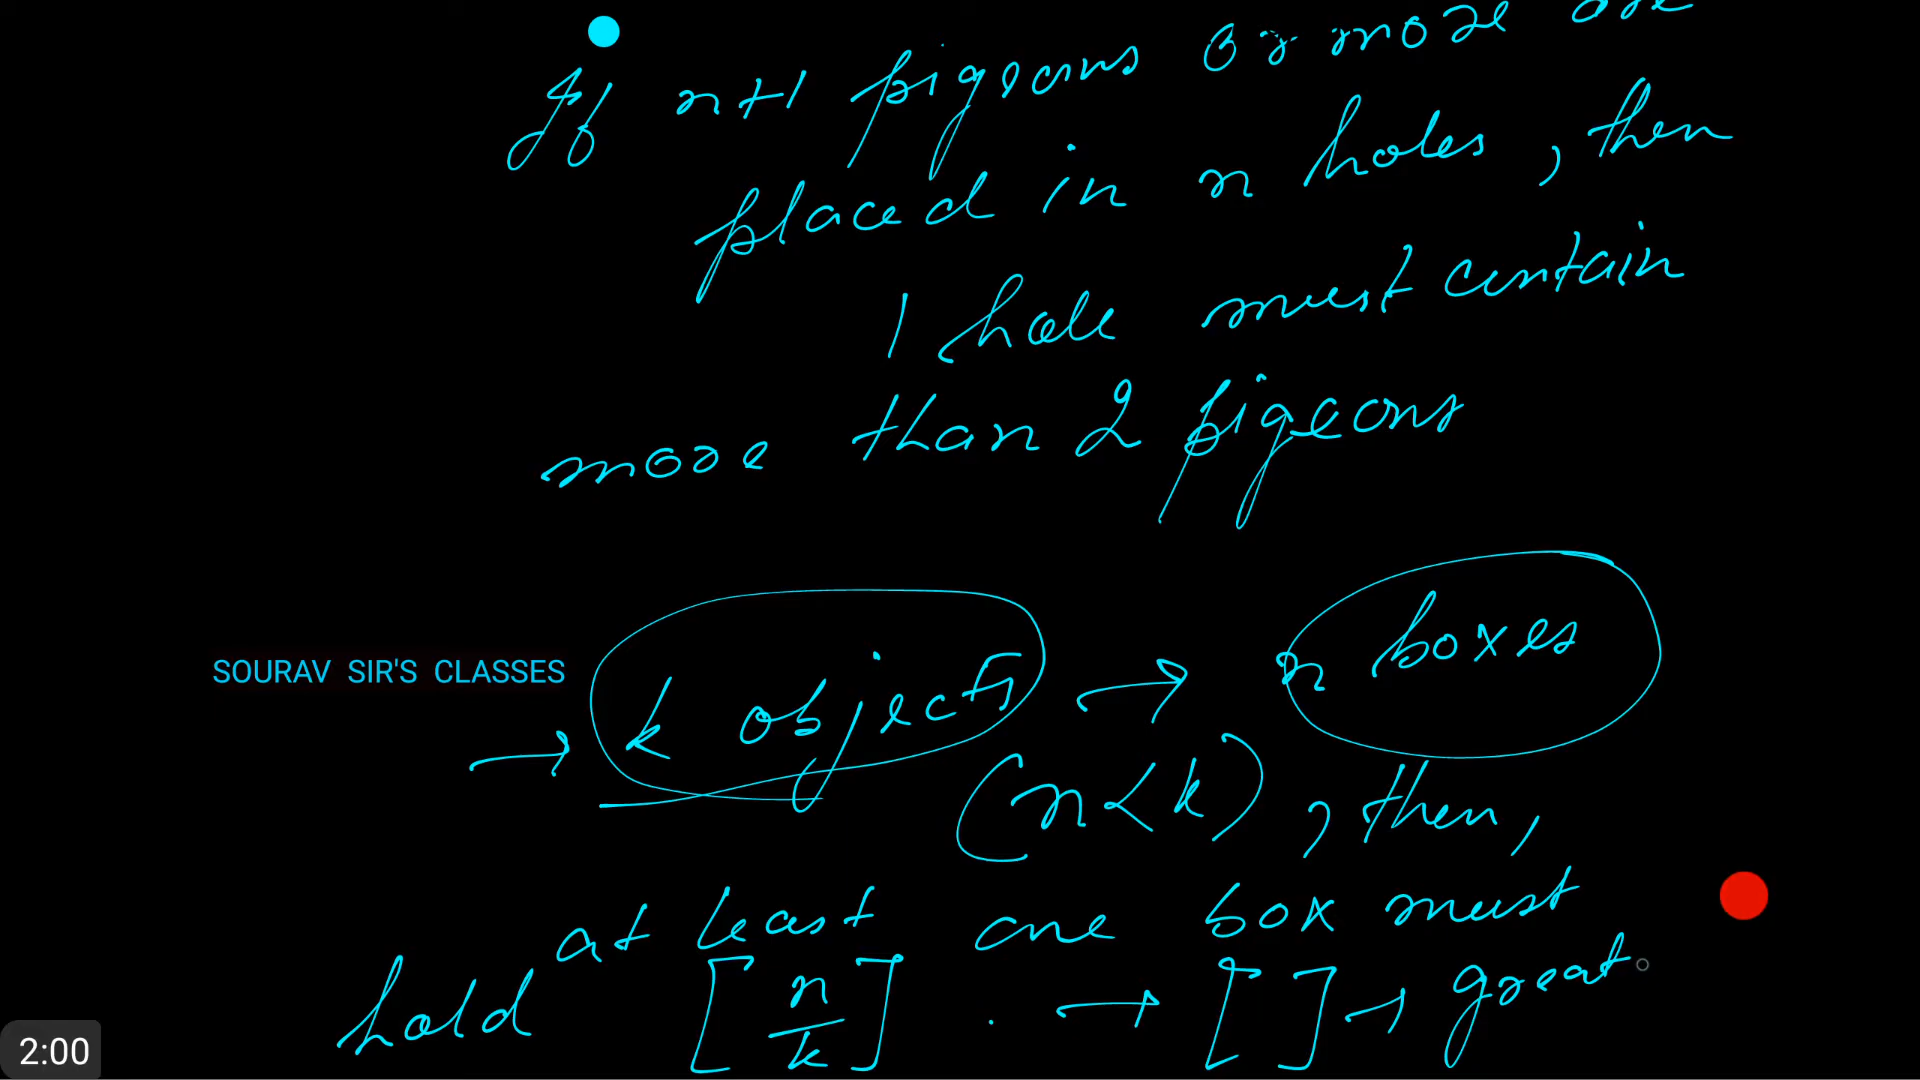 If n+1 pigeons or more are
placed in n holes, then
1 hole must contain
more than 2 pigeons
SOURAV SIR'S CLASSES
→ k objects → n boxes
(n<k), then,
at least one box must
hold [n/k]. → [ ] → great
2:00